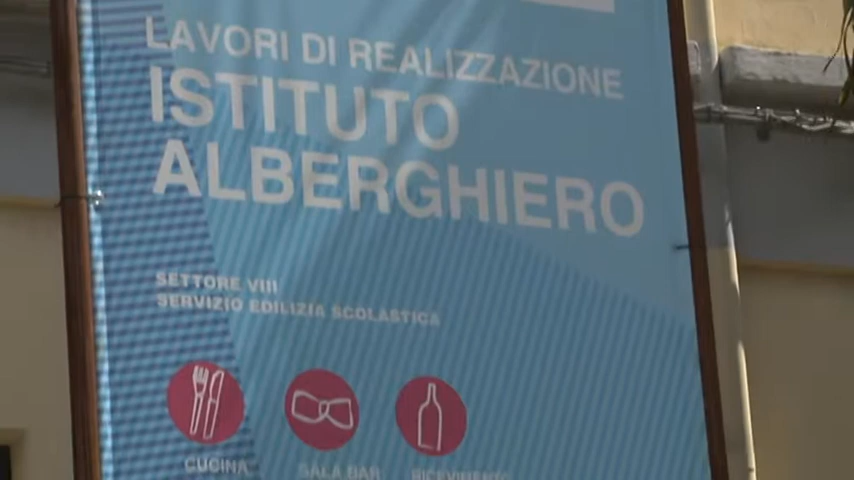 LAVORI DI REALIZZAZIONE
ISTITUTO
ALBERGHIERO
SETTORE VIII
SERVIZIO EDILIZIA SCOLASTICA
CUCINA
SALA BAR
RICEVIMENTO